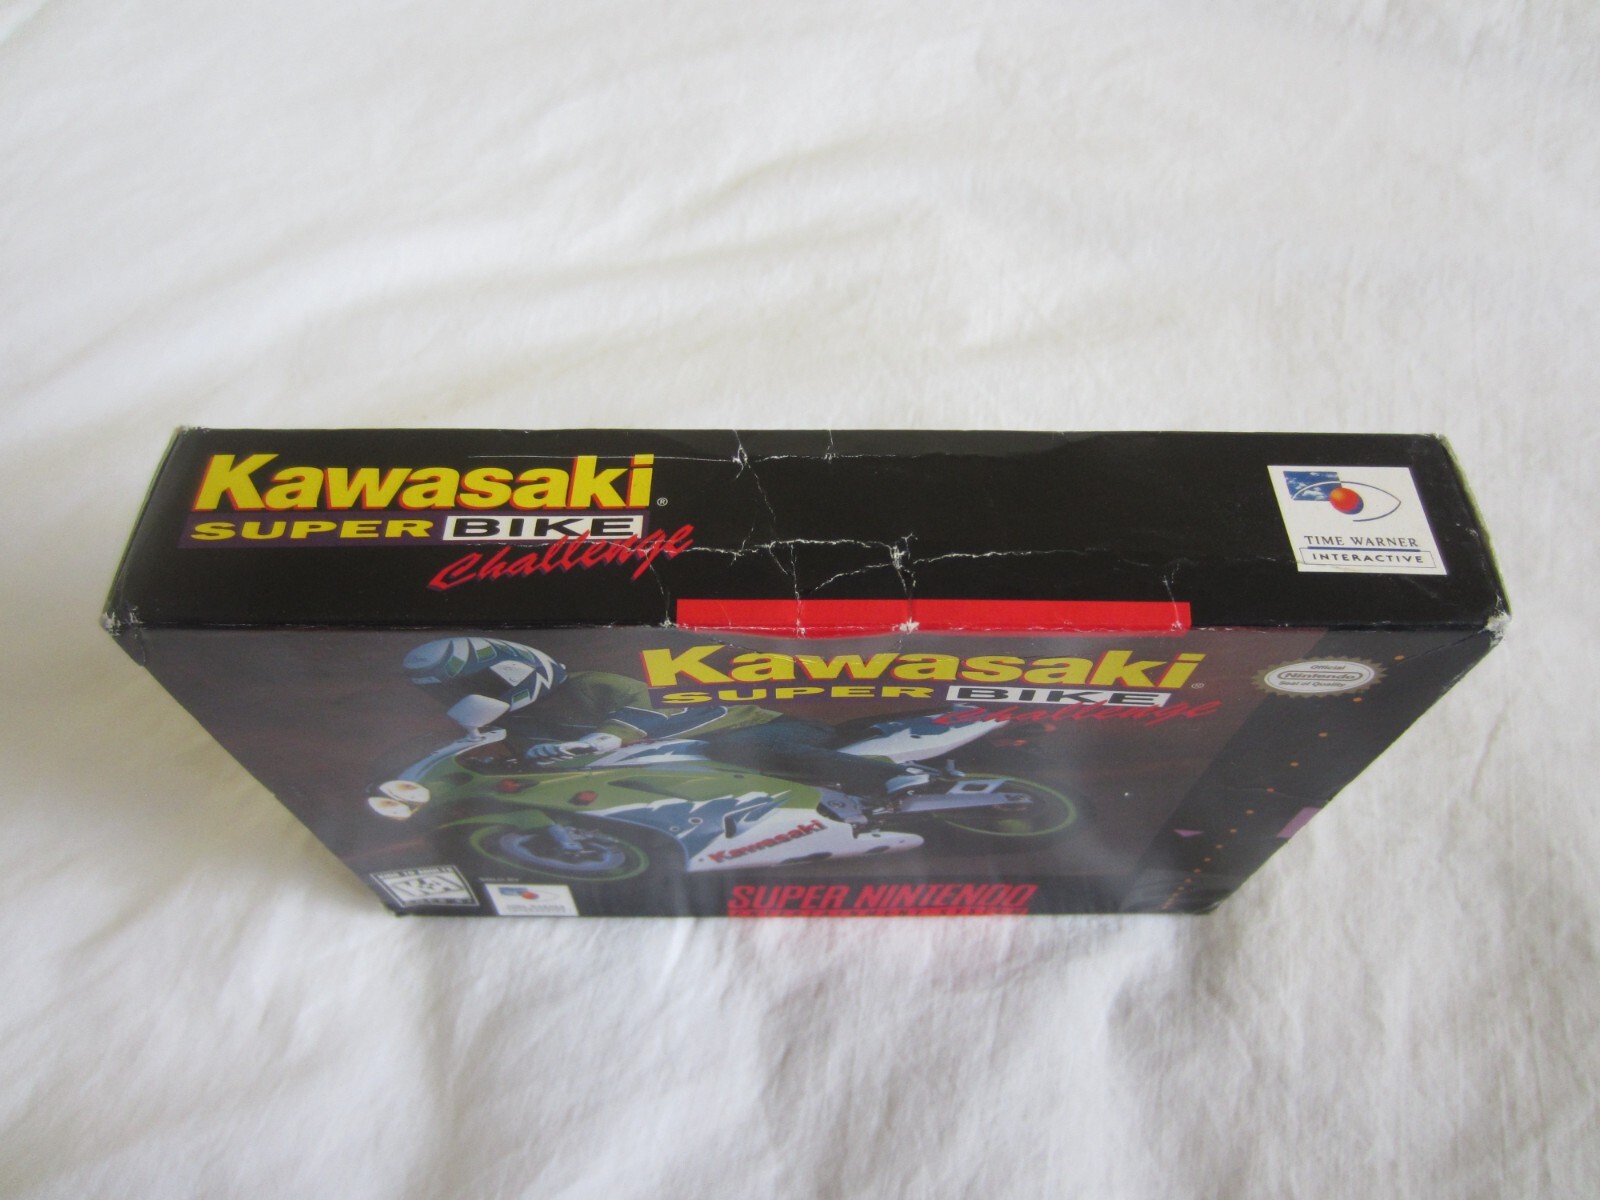 Kawasaki®
SUPER BIKE
Challenge
TIME WARNER
INTERACTIVE
Kawasaki®
SUPER BIKE
Challenge
Official
Nintendo
Seal of Quality
Kawasaki
K-A
SUPER NINTENDO